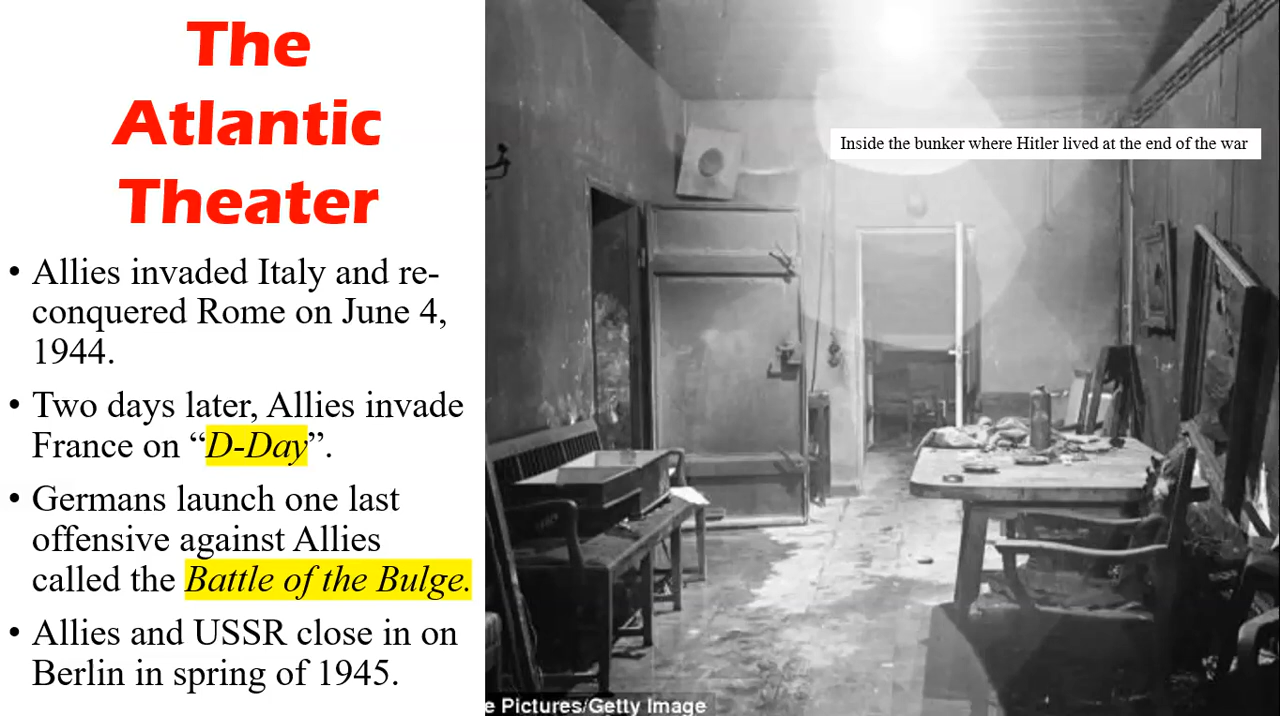 The
Atlantic
Theater
• Allies invaded Italy and re-
conquered Rome on June 4,
1944.
• Two days later, Allies invade
France on “D-Day”.
• Germans launch one last
offensive against Allies
called the Battle of the Bulge.
• Allies and USSR close in on
Berlin in spring of 1945.
Inside the bunker where Hitler lived at the end of the war
e Pictures/Getty Image